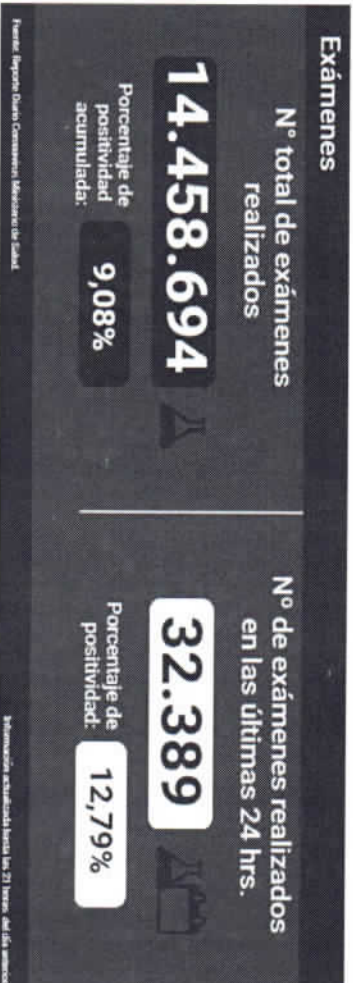 Exámenes
N° total de exámenes
realizados
14.458.694
Porcentaje de
positividad
acumulada:
9,08%
Nº de exámenes realizados
en las últimas 24 hrs.
32.389
Porcentaje de
positividad:
12,79%
Fuente: Reporte Diario Coronavirus Ministerio de Salud.
Información actualizada hasta las 21 horas del día anterior